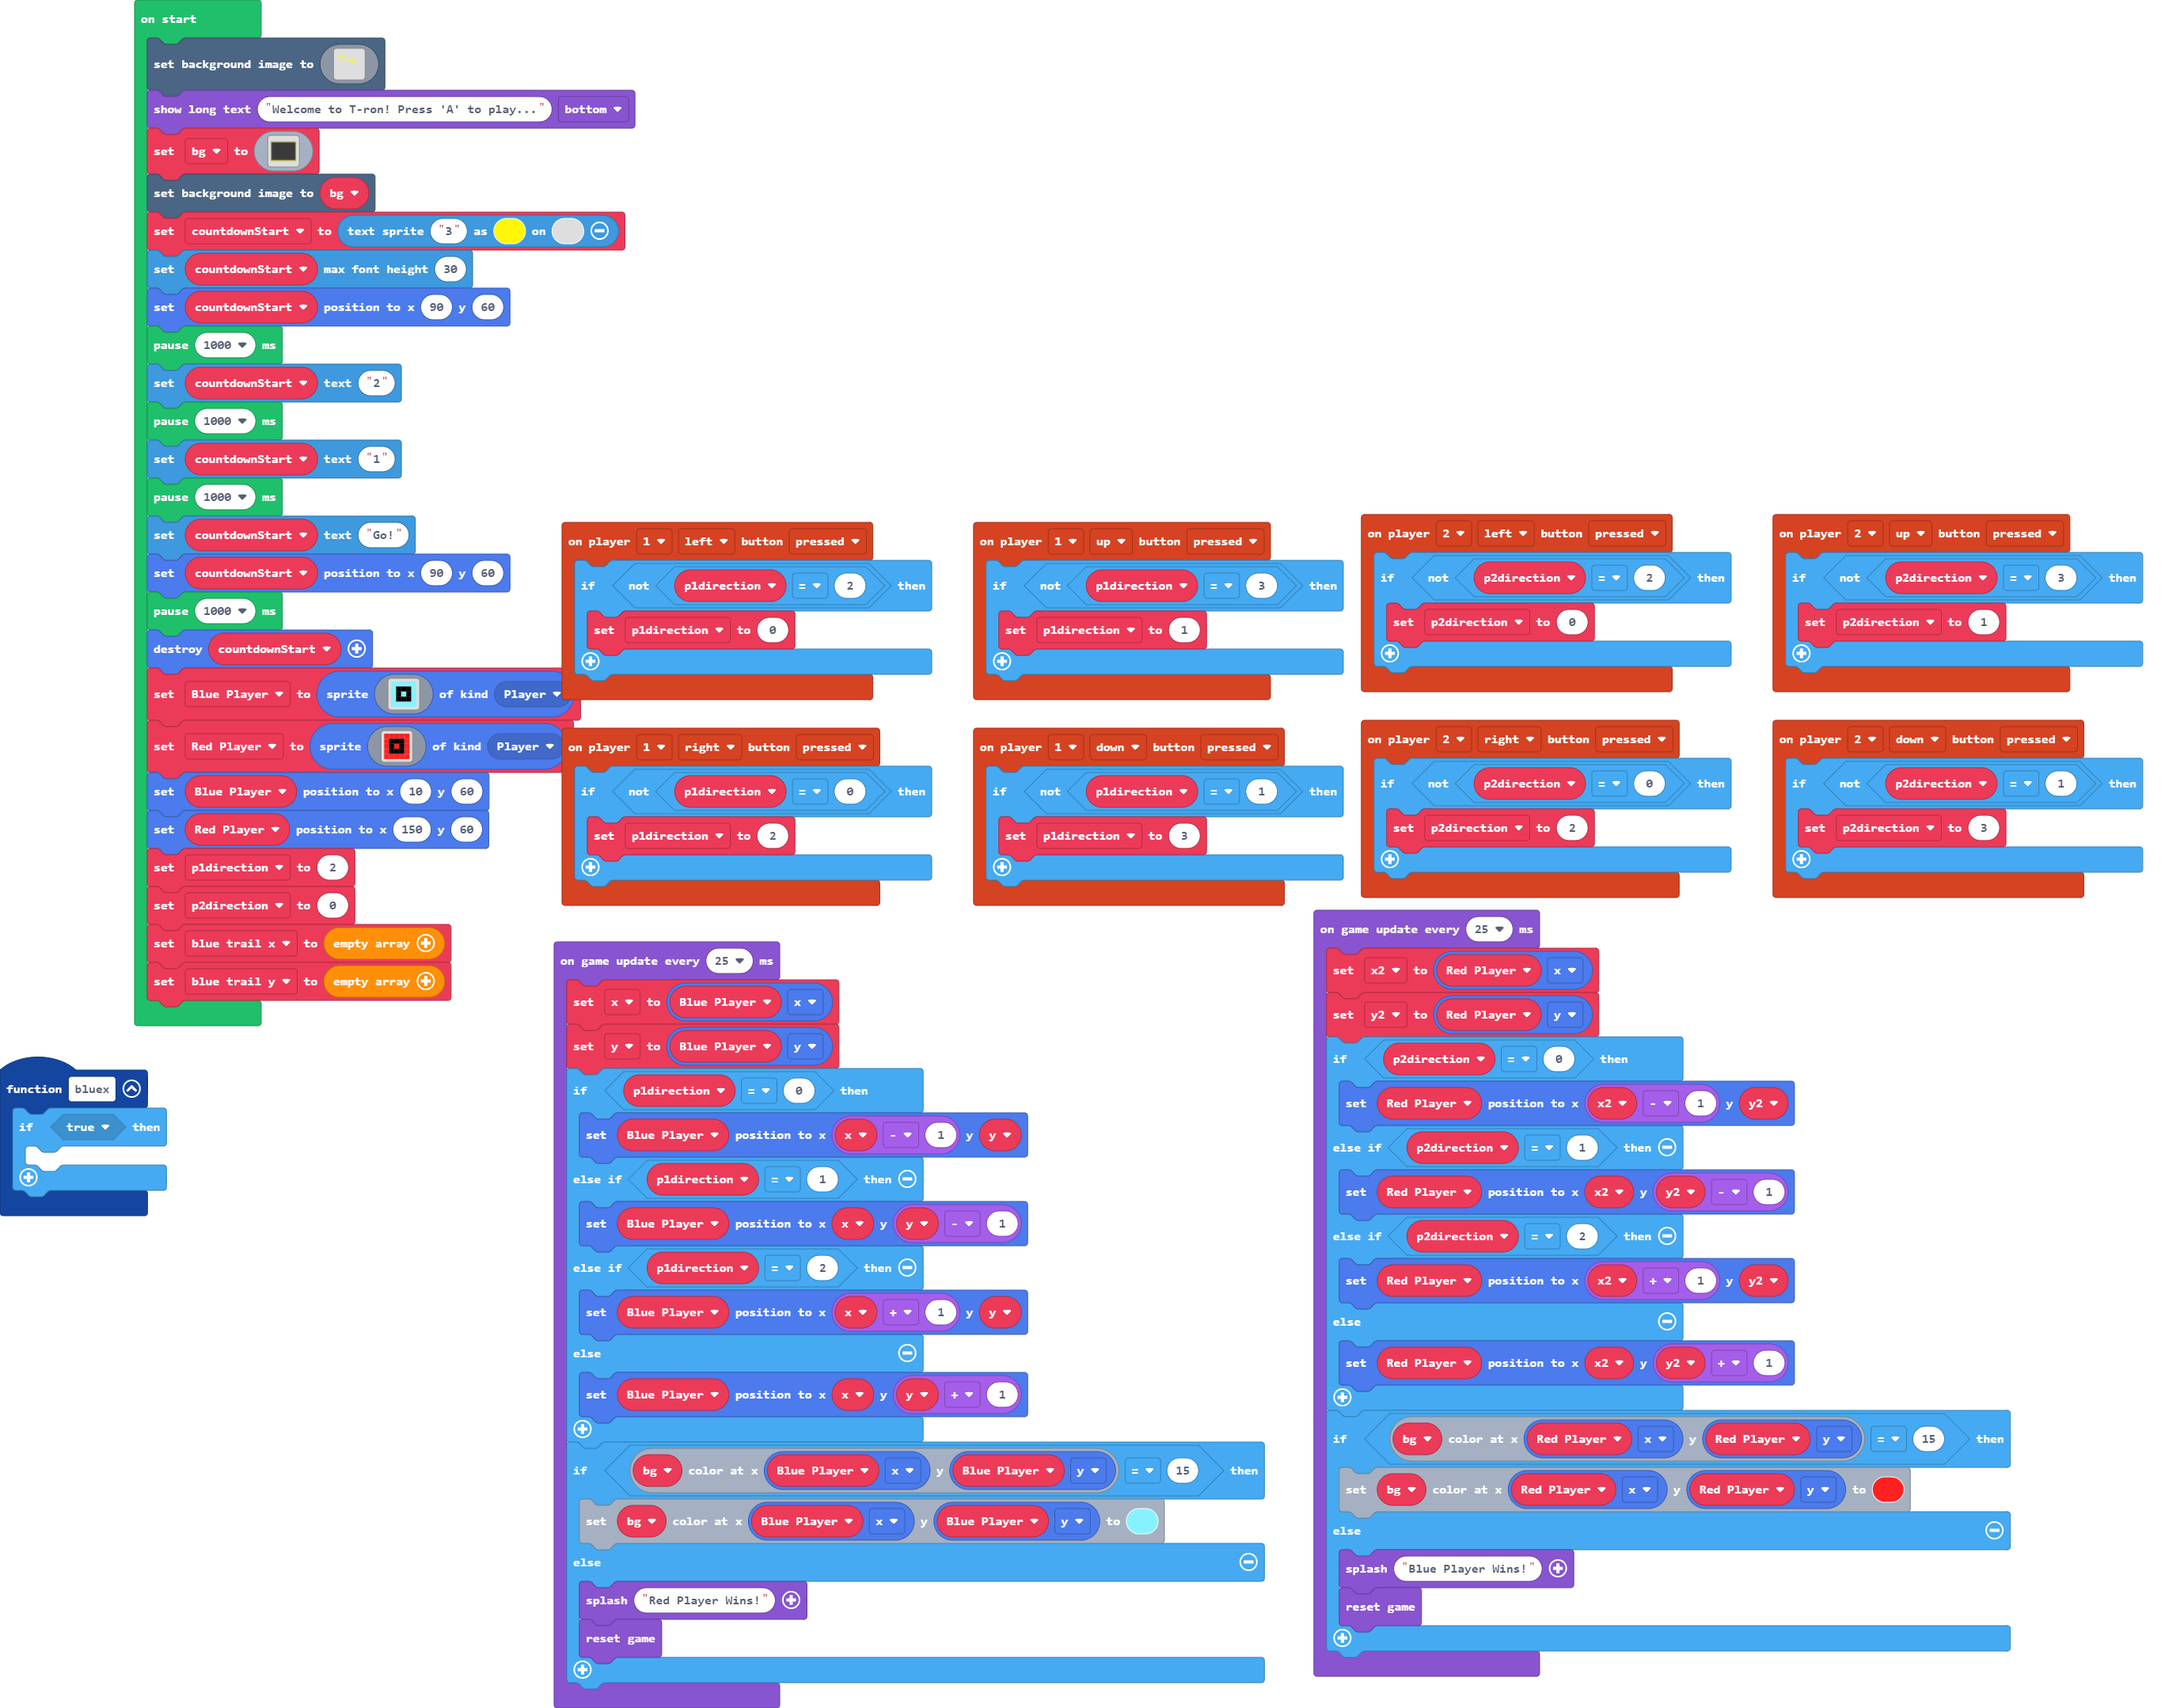 on start
set background image to
show long text "Welcome to T-ron! Press 'A' to play..." bottom
set bg to
set background image to bg
set countdownStart to text sprite "3" as on
set countdownStart max font height 30
set countdownStart position to x 90 y 60
pause 1000 ms
set countdownStart text "2"
pause 1000 ms
set countdownStart text "1"
pause 1000 ms
set countdownStart text "Go!"
set countdownStart position to x 90 y 60
pause 1000 ms
destroy countdownStart
set Blue Player to sprite of kind Player
set Red Player to sprite of kind Player
set Blue Player position to x 10 y 60
set Red Player position to x 150 y 60
set p1direction to 2
set p2direction to 0
set blue trail x to empty array
set blue trail y to empty array
function bluex
if true then
on player 1 left button pressed
if not p1direction = 2 then
set p1direction to 0
on player 1 up button pressed
if not p1direction = 3 then
set p1direction to 1
on player 2 left button pressed
if not p2direction = 2 then
set p2direction to 0
on player 2 up button pressed
if not p2direction = 3 then
set p2direction to 1
on player 1 right button pressed
if not p1direction = 0 then
set p1direction to 2
on player 1 down button pressed
if not p1direction = 1 then
set p1direction to 3
on player 2 right button pressed
if not p2direction = 0 then
set p2direction to 2
on player 2 down button pressed
if not p2direction = 1 then
set p2direction to 3
on game update every 25 ms
set x to Blue Player x
set y to Blue Player y
if p1direction = 0 then
set Blue Player position to x x - 1 y y
else if p1direction = 1 then
set Blue Player position to x x y y - 1
else if p1direction = 2 then
set Blue Player position to x x + 1 y y
else
set Blue Player position to x x y y + 1
if bg color at x Blue Player x y Blue Player y = 15 then
set bg color at x Blue Player x y Blue Player y to
else
splash "Red Player Wins!"
reset game
on game update every 25 ms
set x2 to Red Player x
set y2 to Red Player y
if p2direction = 0 then
set Red Player position to x x2 - 1 y y2
else if p2direction = 1 then
set Red Player position to x x2 y y2 - 1
else if p2direction = 2 then
set Red Player position to x x2 + 1 y y2
else
set Red Player position to x x2 y y2 + 1
if bg color at x Red Player x y Red Player y = 15 then
set bg color at x Red Player x y Red Player y to
else
splash "Blue Player Wins!"
reset game